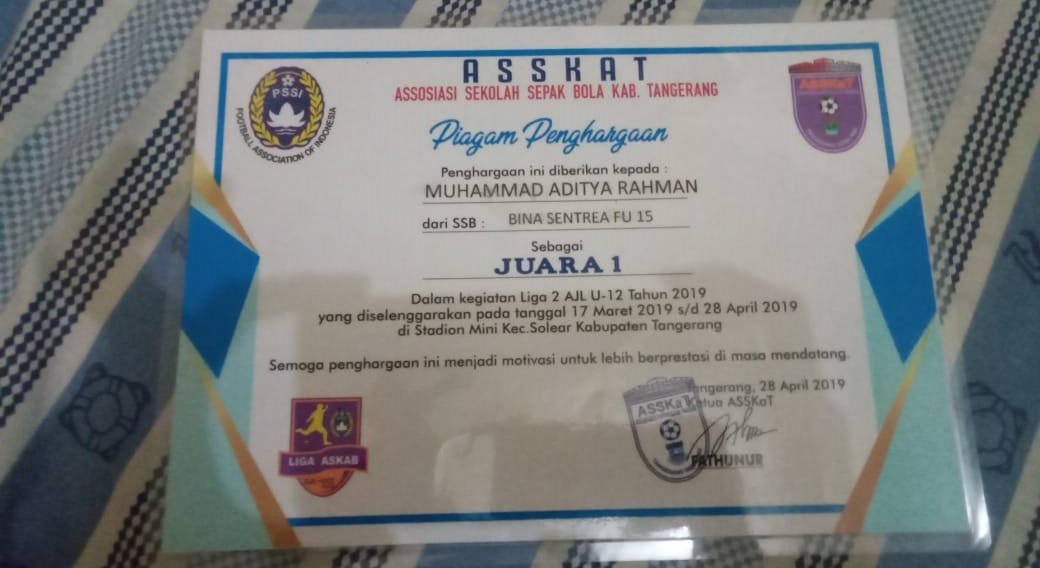 ASSKAT
ASSOSIASI SEKOLAH SEPAK BOLA KAB. TANGERANG
PSSI
FOOTBALL ASSOCIATION OF INDONESIA
ASSKaT
Piagam Penghargaan
Penghargaan ini diberikan kepada :
MUHAMMAD ADITYA RAHMAN
dari SSB : BINA SENTREA FU 15
Sebagai
JUARA 1
Dalam kegiatan Liga 2 AJL U-12 Tahun 2019
yang diselenggarakan pada tanggal 17 Maret 2019 s/d 28 April 2019
di Stadion Mini Kec.Solear Kabupaten Tangerang
Semoga penghargaan ini menjadi motivasi untuk lebih berprestasi di masa mendatang.
Tangerang, 28 April 2019
Ketua ASSKaT
ASSKaT
FATHUNUR
LIGA ASKAB